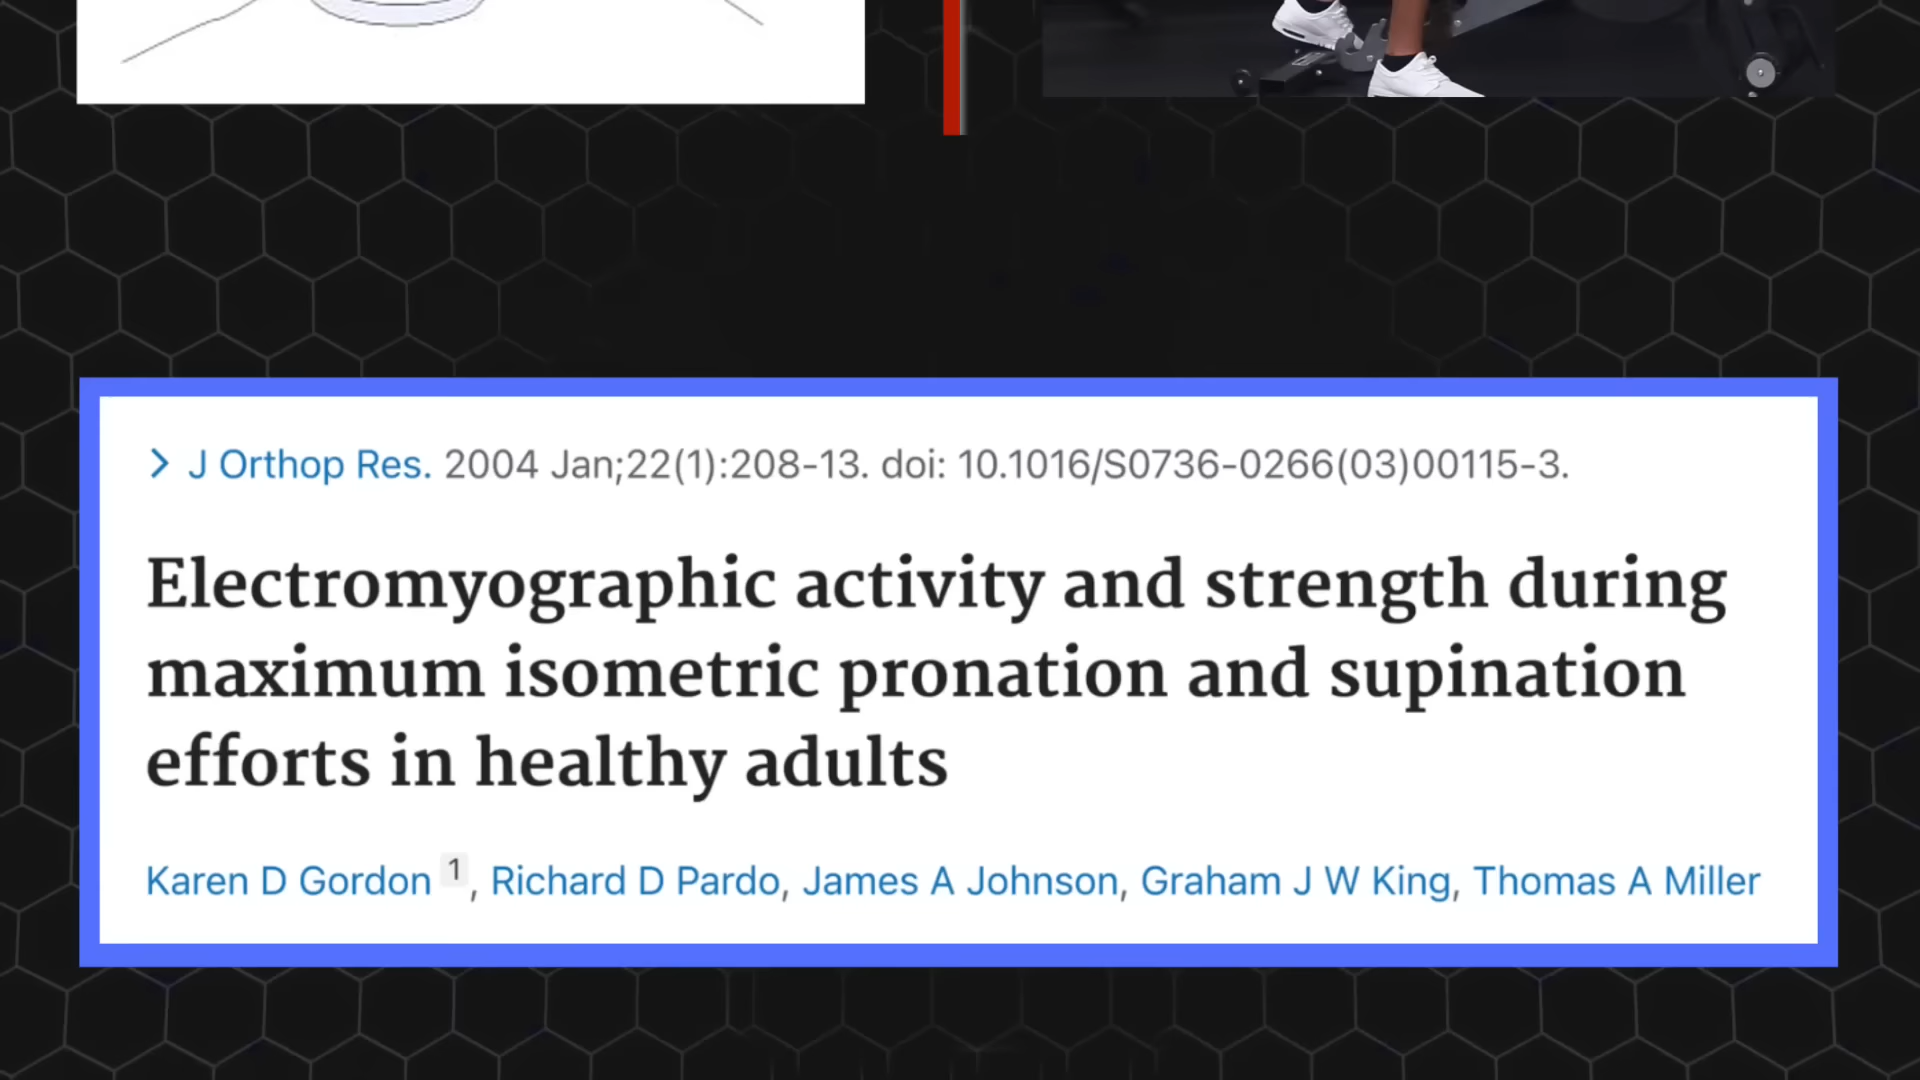 > J Orthop Res. 2004 Jan;22(1):208-13. doi: 10.1016/S0736-0266(03)00115-3.
Electromyographic activity and strength during
maximum isometric pronation and supination
efforts in healthy adults
Karen D Gordon 1, Richard D Pardo, James A Johnson, Graham J W King, Thomas A Miller